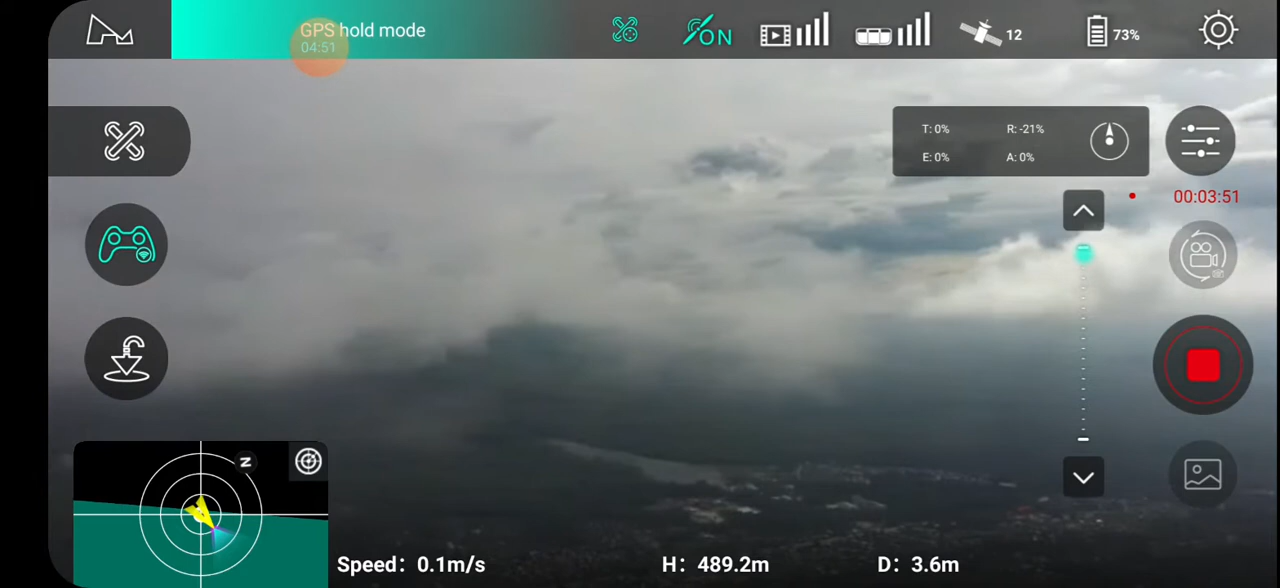 GPS hold mode
04:51
ON
12
73%
T: 0%
R: -21%
E: 0%
A: 0%
00:03:51
N
Speed: 0.1m/s
H: 489.2m
D: 3.6m